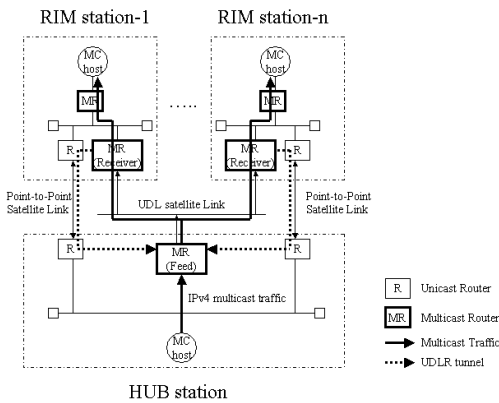 RIM station-1
RIM station-n
MC
host
MC
host
MR
.....
MR
R
MR
(Receiver)
MR
(Receiver)
R
Point-to-Point
Satellite Link
UDL satellite Link
Point-to-Point
Satellite Link
R
MR
(Feed)
R
IPv4 multicast traffic
MC
host
HUB station
R Unicast Router
MR Multicast Router
Multicast Traffic
UDLR tunnel